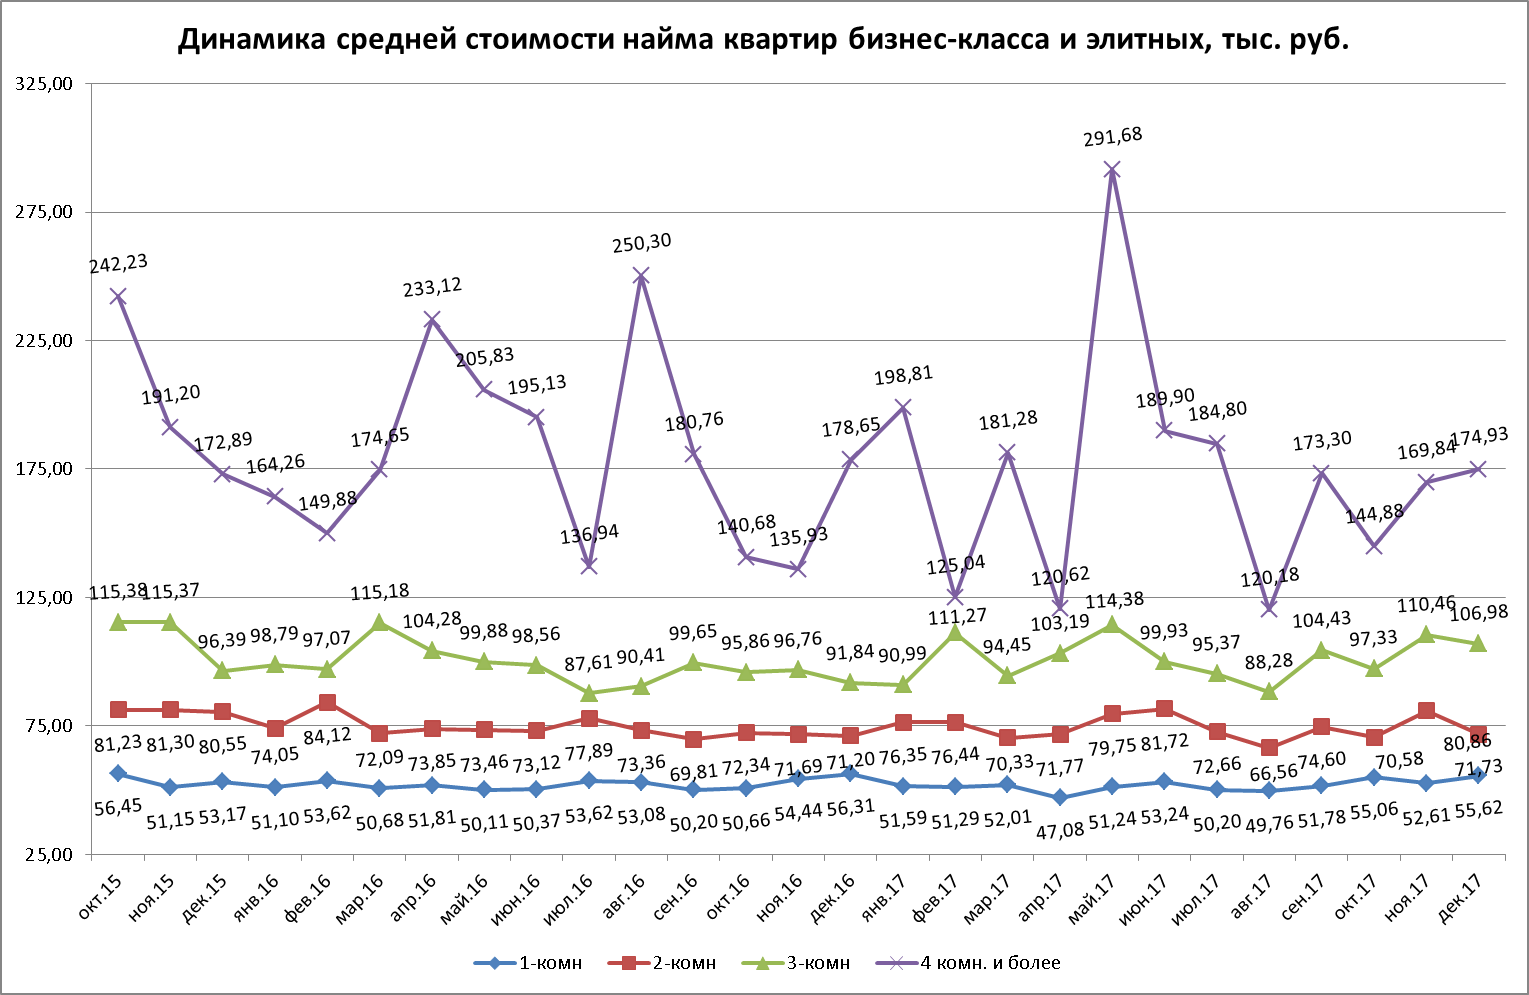 Динамика средней стоимости найма квартир бизнес-класса и элитных, тыс. руб.
325,00
275,00
225,00
175,00
125,00
75,00
25,00
242,23 191,20 172,89 164,26 149,88 174,65 233,12 205,83 195,13 136,94 250,30 180,76 140,68 135,93 178,65 198,81 125,04 181,28 120,62 291,68 189,90 184,80 120,18 173,30 144,88 169,84 174,93
115,38 115,37 96,39 98,79 97,07 115,18 104,28 99,88 98,56 87,61 90,41 99,65 95,86 96,76 91,84 90,99 111,27 94,45 103,19 114,38 99,93 95,37 88,28 104,43 97,33 110,46 106,98
81,23 81,30 80,55 74,05 84,12 72,09 73,85 73,46 73,12 77,89 73,36 69,81 72,34 71,69 71,20 76,35 76,44 70,33 71,77 79,75 81,72 72,66 66,56 74,60 70,58 80,86 71,73
56,45 51,15 53,17 51,10 53,62 50,68 51,81 50,11 50,37 53,62 53,08 50,20 50,66 54,44 56,31 51,59 51,29 52,01 47,08 51,24 53,24 50,20 49,76 51,78 55,06 52,61 55,62
окт.15 ноя.15 дек.15 янв.16 фев.16 мар.16 апр.16 май.16 июн.16 июл.16 авг.16 сен.16 окт.16 ноя.16 дек.16 янв.17 фев.17 мар.17 апр.17 май.17 июн.17 июл.17 авг.17 сен.17 окт.17 ноя.17 дек.17
1-комн 2-комн 3-комн 4 комн. и более